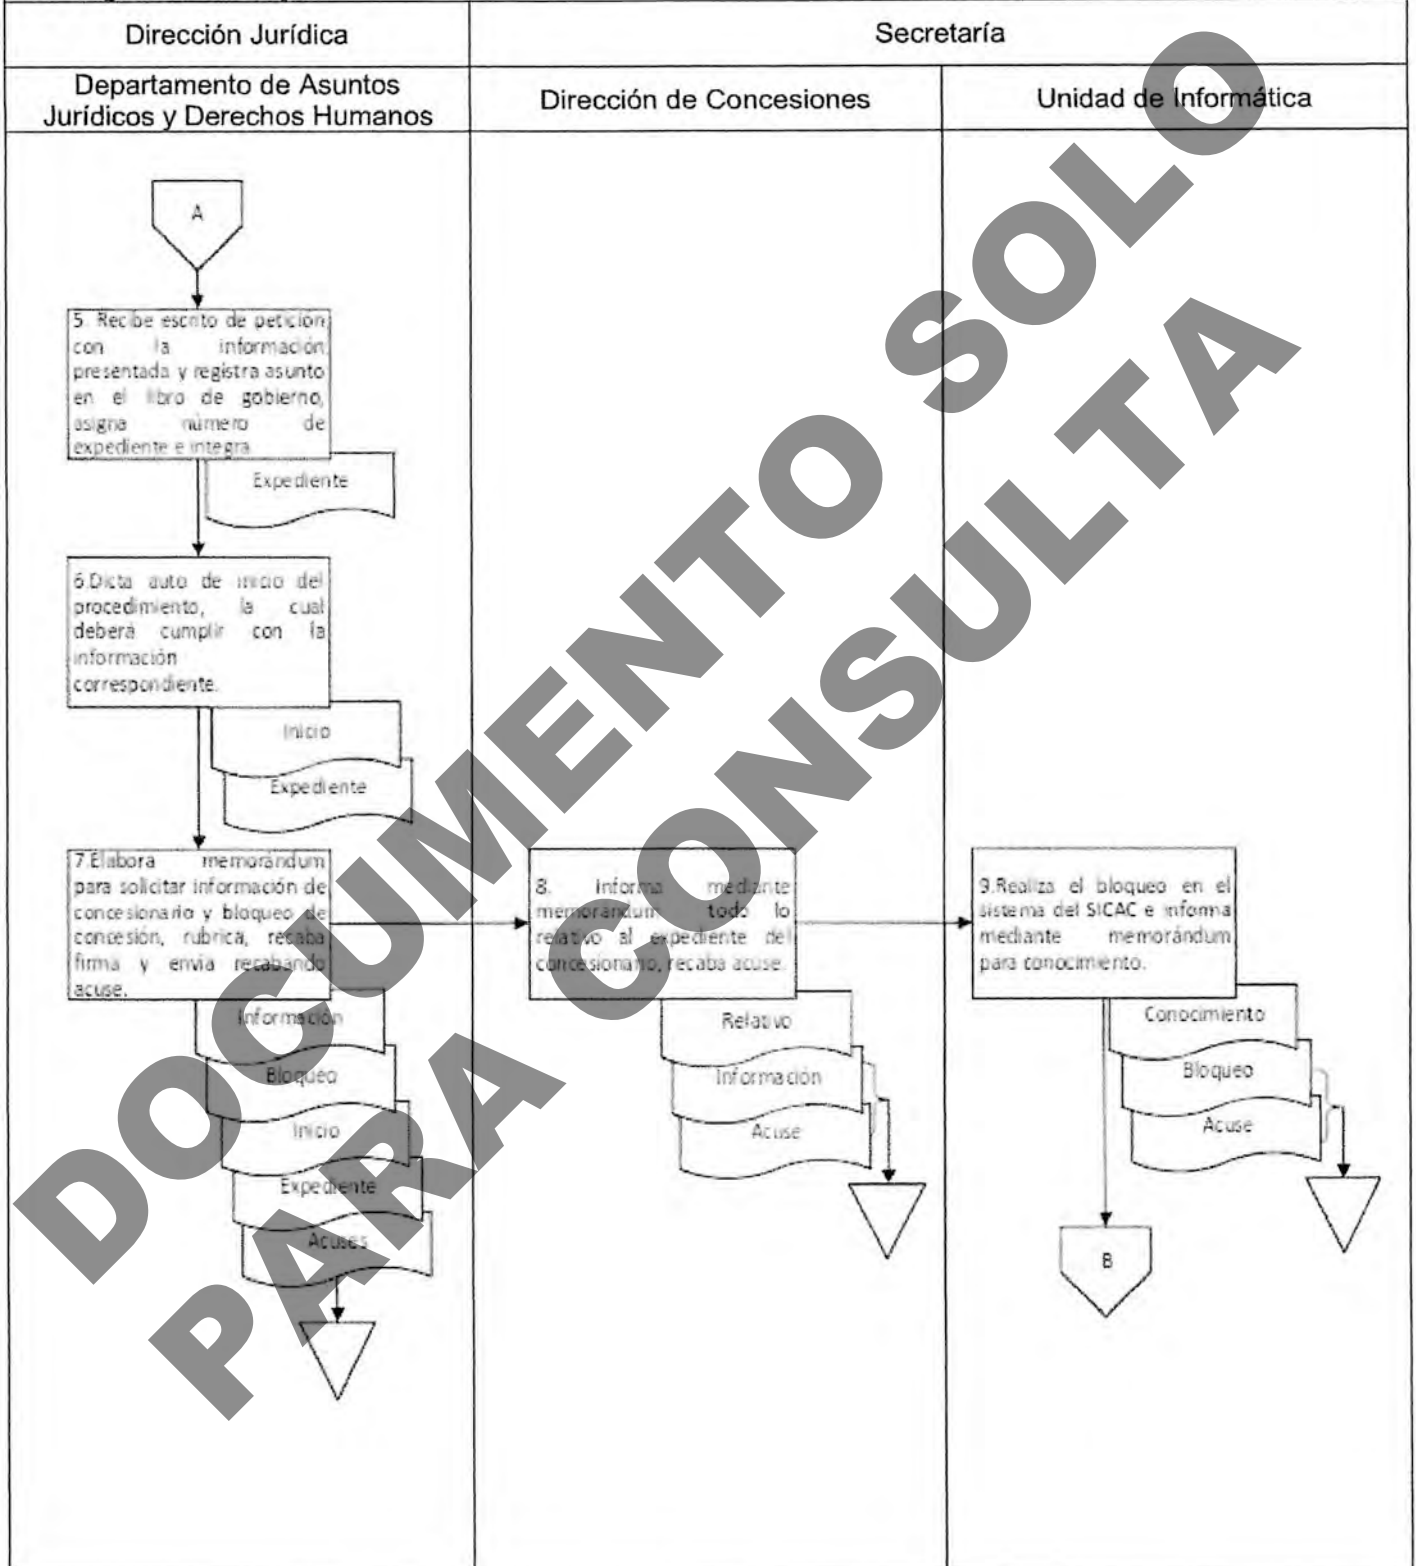 Dirección Jurídica
Secretaría
Departamento de Asuntos
Jurídicos y Derechos Humanos
Dirección de Concesiones
Unidad de Informática
A
5. Recibe escrito de petición
con la información
presentada y registra asunto
en el libro de gobierno,
asigna número de
expediente e integra.
Expediente
6.Dicta auto de inicio del
procedimiento, la cual
deberá cumplir con la
información
correspondiente.
Inicio
Expediente
7.Elabora memorándum
para solicitar información de
concesionario y bloqueo de
concesión, rubrica, recaba
firma y envía recabando
acuse.
Información
Bloqueo
Inicio
Expediente
Acuses
8. Informa mediante
memorándum todo lo
relativo al expediente del
concesionario, recaba acuse.
Relativo
Información
Acuse
9.Realiza el bloqueo en el
sistema del SICAC e informa
mediante memorándum
para conocimiento.
Conocimiento
Bloqueo
Acuse
B
DOCUMENTO SOLO
PARA CONSULTA